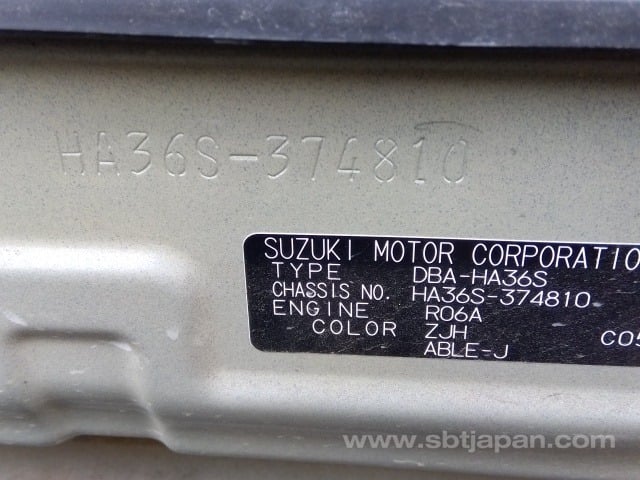 HA36S-374810
SUZUKI MOTOR CORPORATIO
TYPE DBA-HA36S
CHASSIS NO. HA36S-374810
ENGINE R06A
COLOR ZJH C05
ABLE-J
www.sbtjapan.com